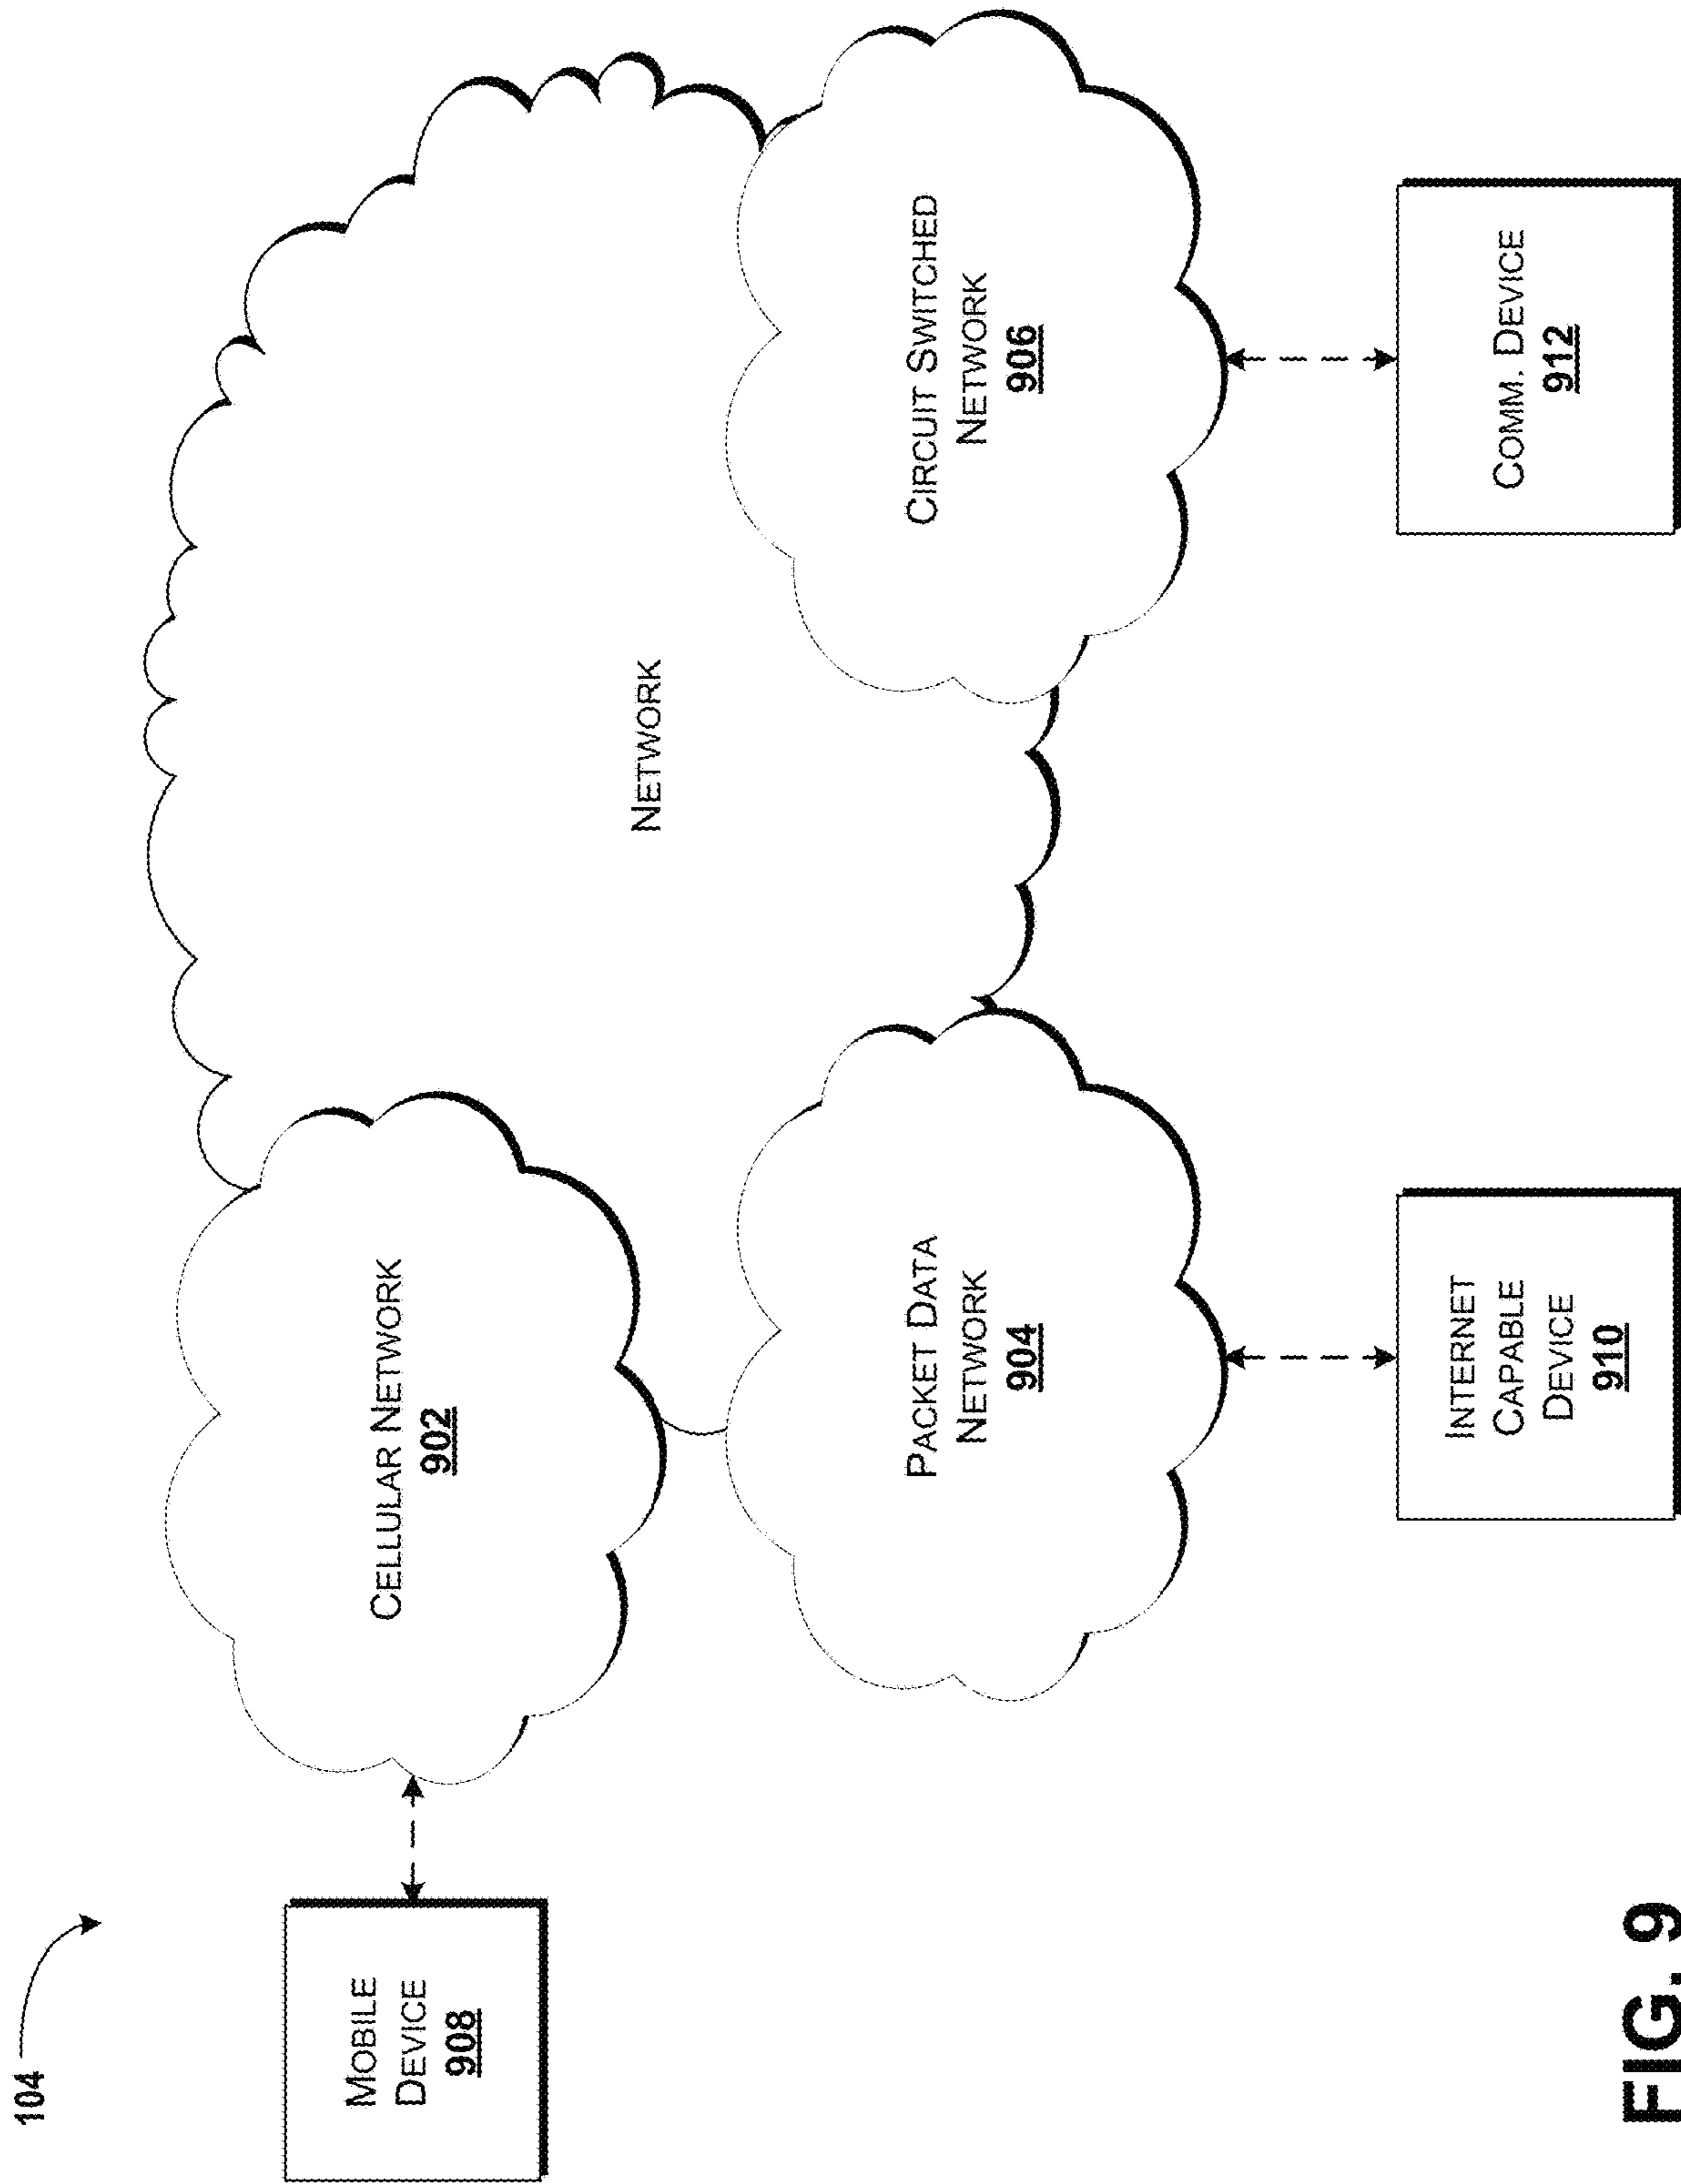 104
MOBILE
DEVICE
908
CELLULAR NETWORK
902
NETWORK
PACKET DATA
NETWORK
904
CIRCUIT SWITCHED
NETWORK
906
INTERNET
CAPABLE
DEVICE
910
COMM. DEVICE
912
FIG. 9